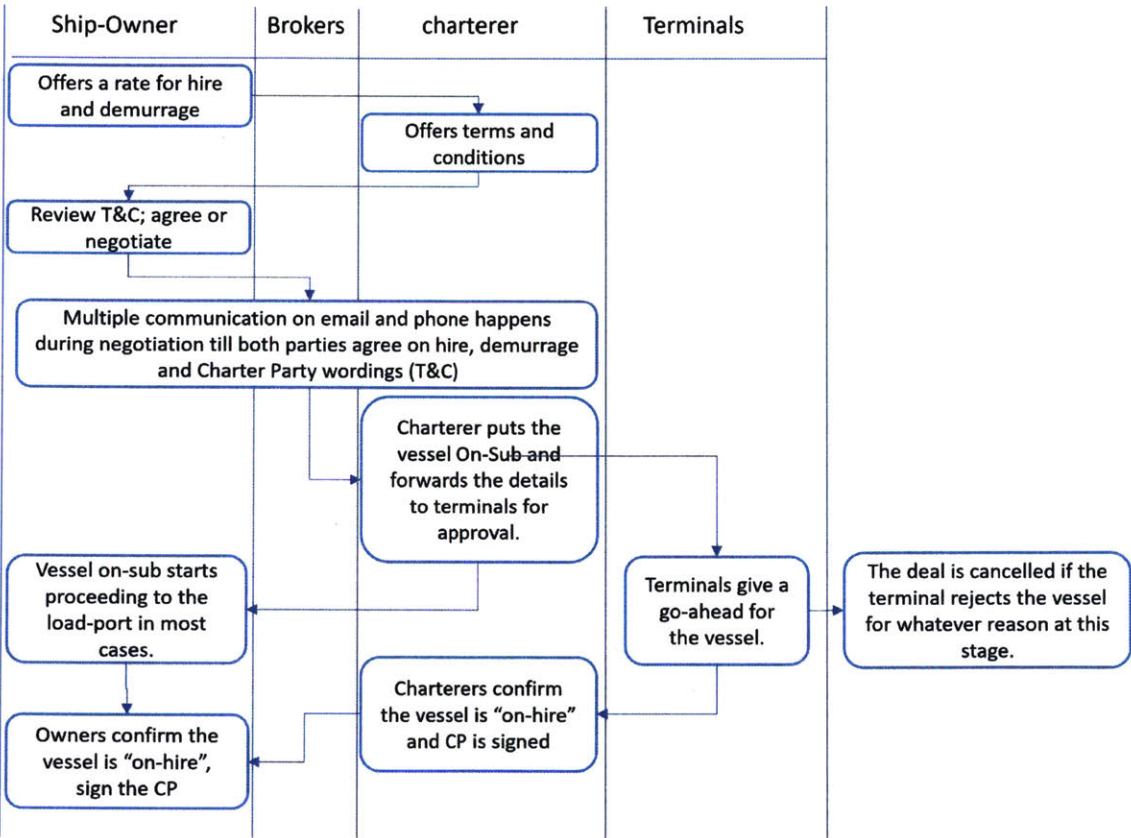 Ship-Owner
Brokers
charterer
Terminals
Offers a rate for hire
and demurrage
Offers terms and
conditions
Review T&C; agree or
negotiate
Multiple communication on email and phone happens
during negotiation till both parties agree on hire, demurrage
and Charter Party wordings (T&C)
Charterer puts the
vessel On-Sub and
forwards the details
to terminals for
approval.
Vessel on-sub starts
proceeding to the
load-port in most
cases.
Terminals give a
go-ahead for
the vessel.
The deal is cancelled if the
terminal rejects the vessel
for whatever reason at this
stage.
Charterers confirm
the vessel is “on-hire”
and CP is signed
Owners confirm the
vessel is “on-hire”,
sign the CP